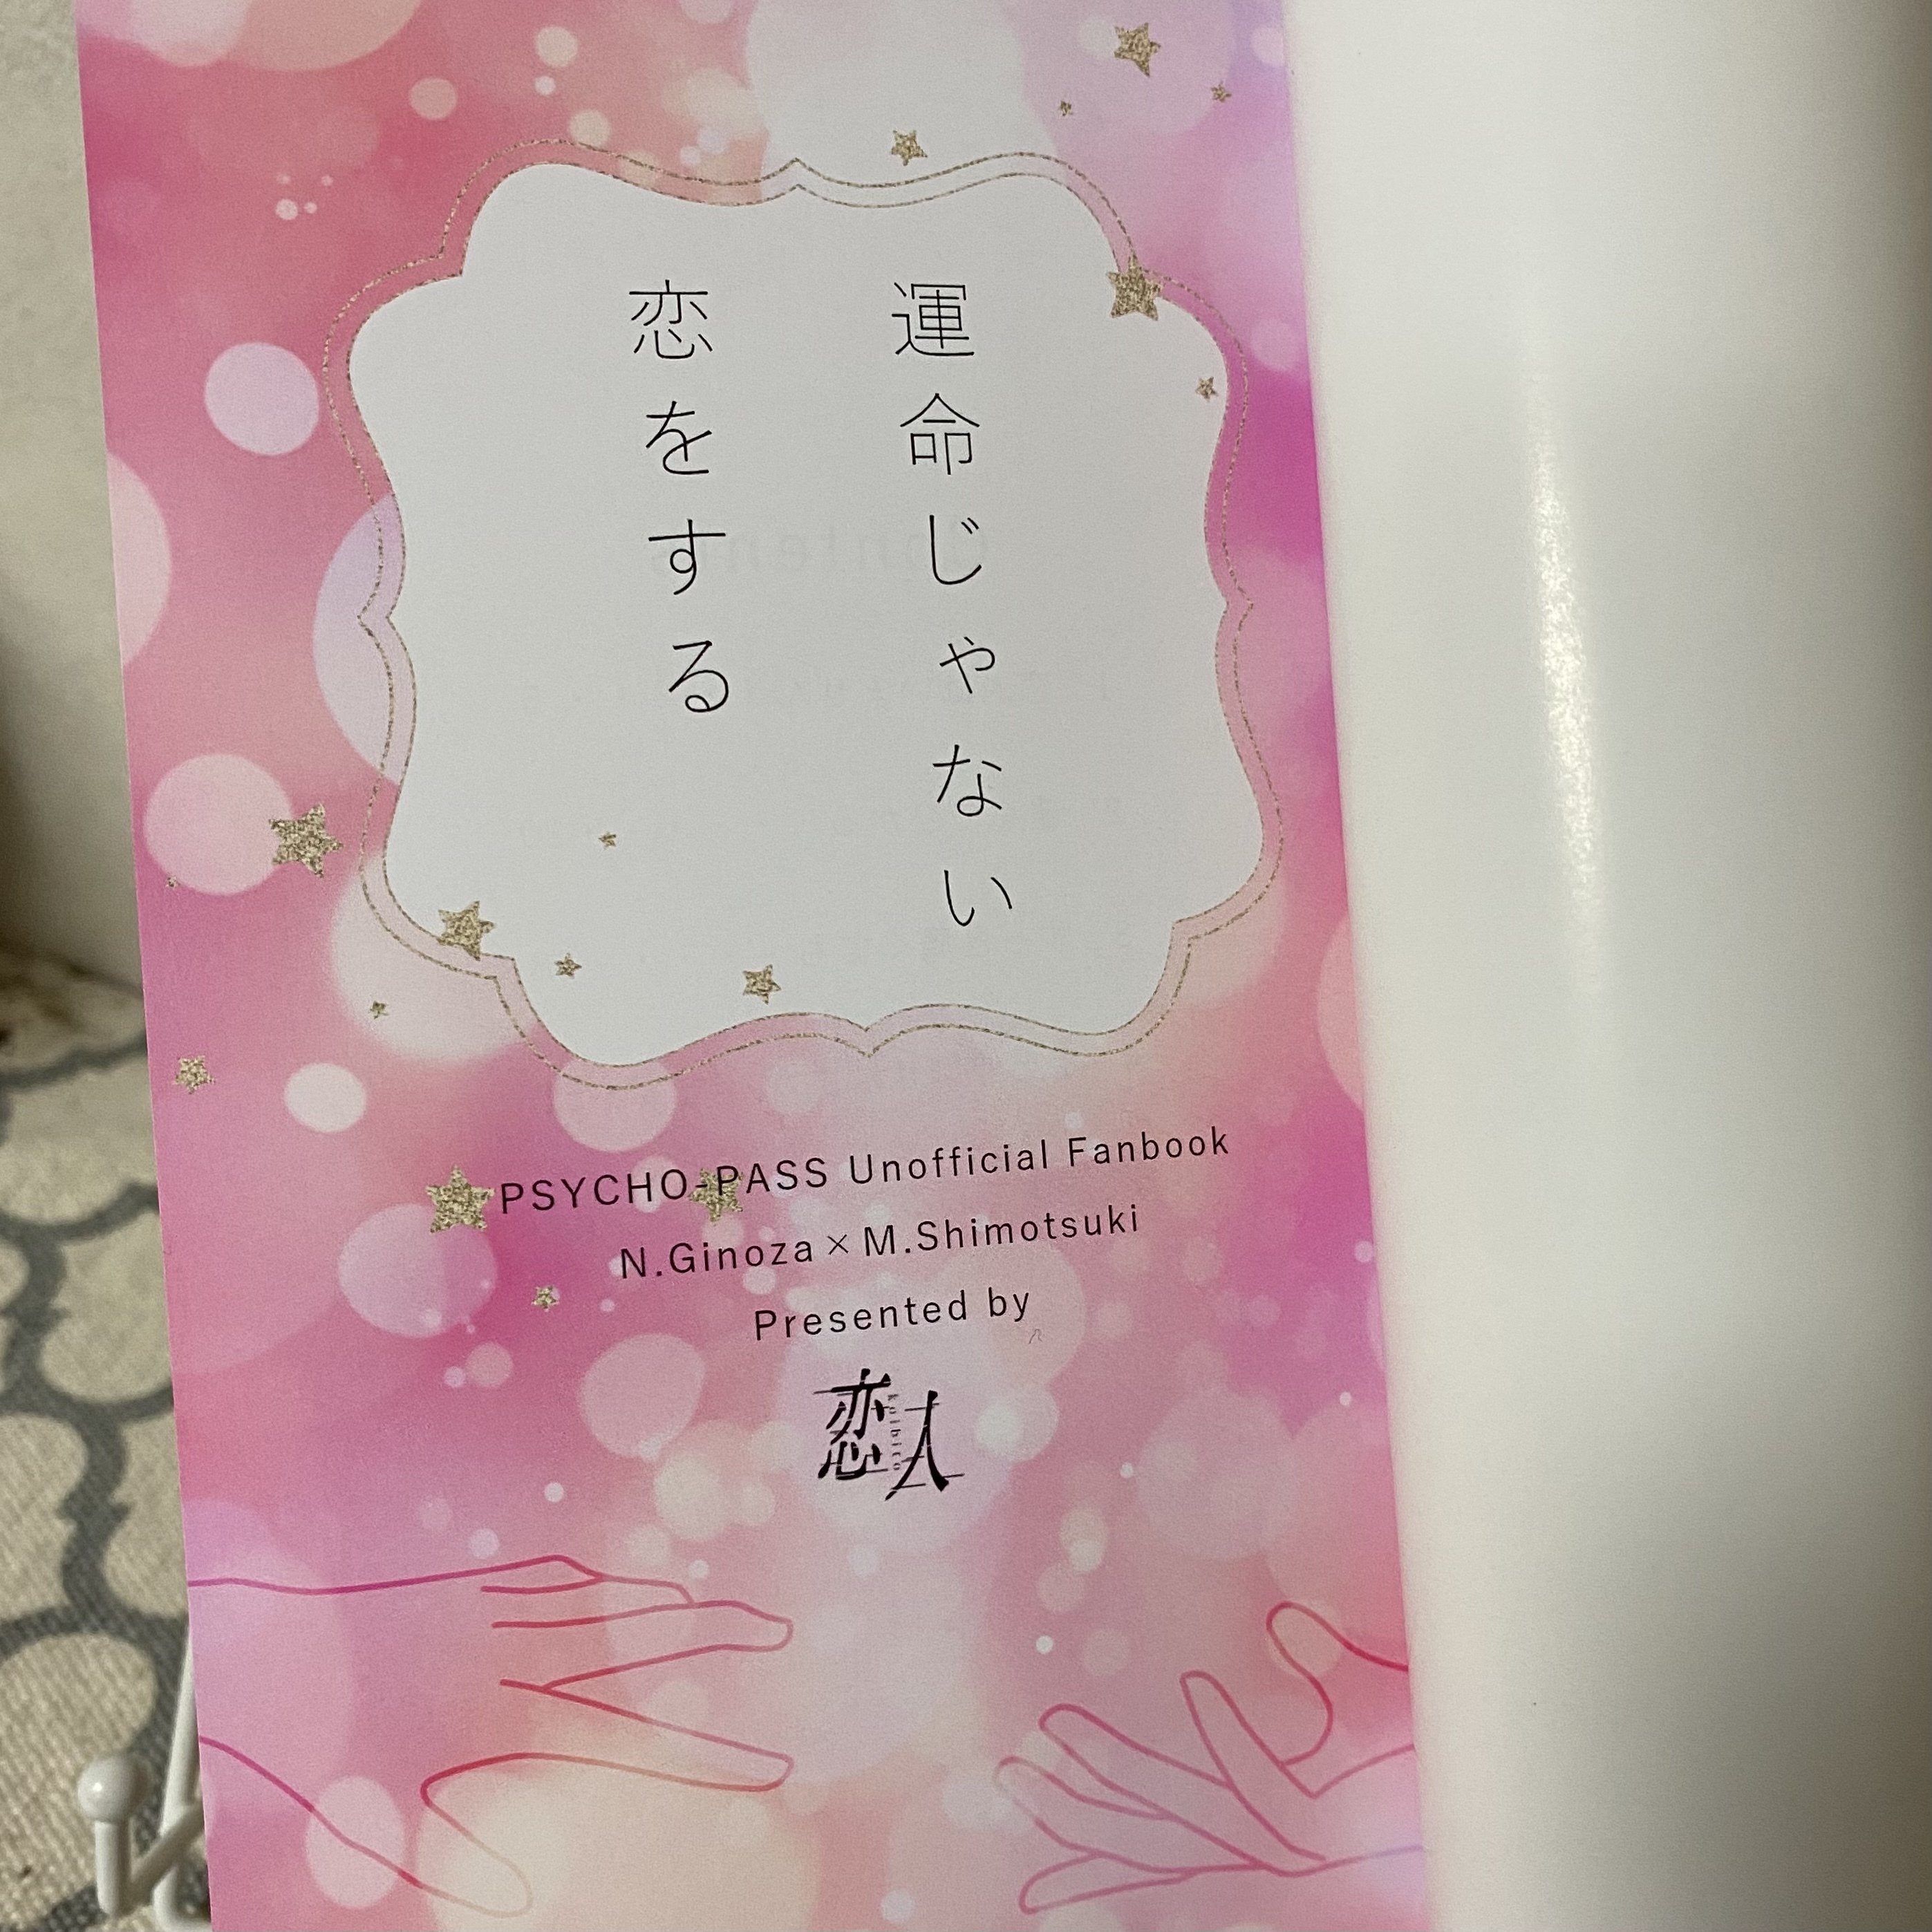 運命じゃない
恋をする
PSYCHO-PASS Unofficial Fanbook
N.Ginoza×M.Shimotsuki
Presented by
恋人